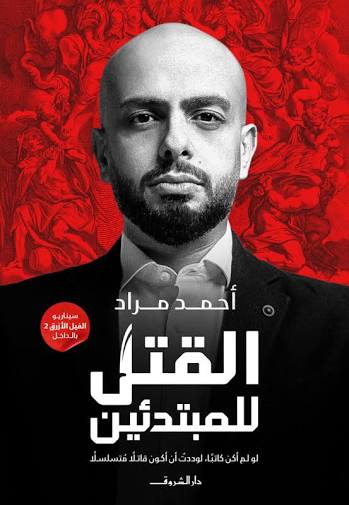 أحمد مراد
سيناريو
الفيل الأزرق 2
بالداخل
القتل
للمبتدئين
لو لم أكن كاتبًا، لوددتُ أن أكون قاتلًا مُتسلسلًا
دار الشروق